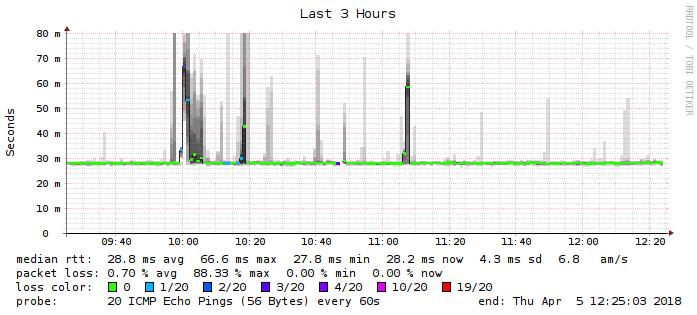 Last 3 Hours
RRDTOOL / TOBI OETIKER
Seconds
80 m
70 m
60 m
50 m
40 m
30 m
20 m
10 m
0
09:40 10:00 10:20 10:40 11:00 11:20 11:40 12:00 12:20
median rtt: 28.8 ms avg 66.6 ms max 27.8 ms min 28.2 ms now 4.3 ms sd 6.8 am/s
packet loss: 0.70 % avg 88.33 % max 0.00 % min 0.00 % now
loss color: 0 1/20 2/20 3/20 4/20 10/20 19/20
probe: 20 ICMP Echo Pings (56 Bytes) every 60s end: Thu Apr 5 12:25:03 2018